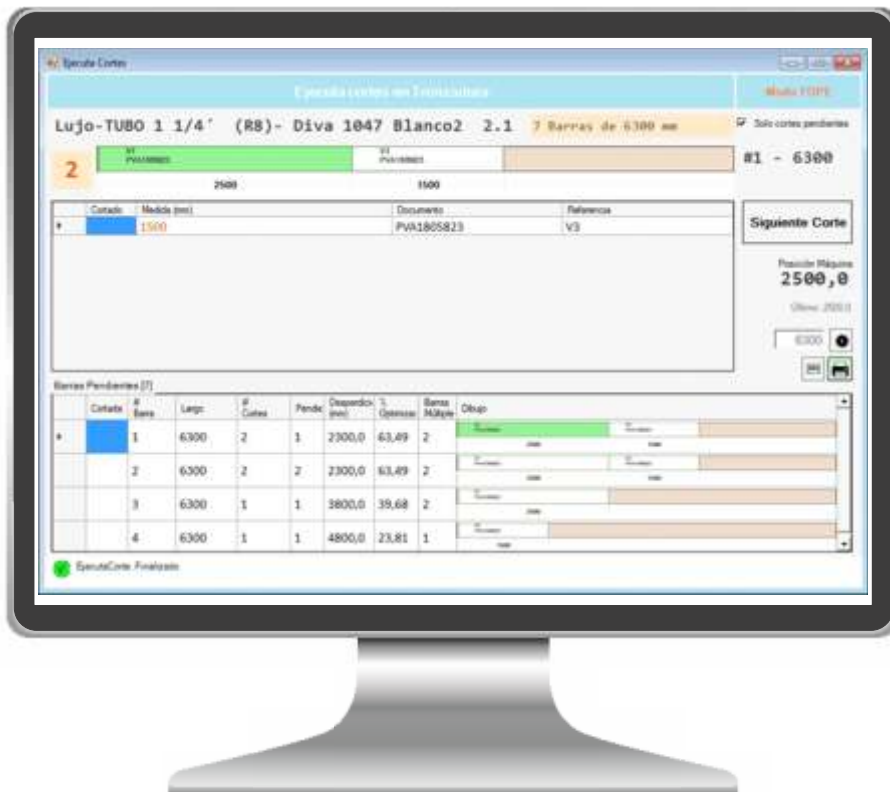 Ejecuta Cortes
Ejecuta cortes en Tronzadora
Modo TOPE
Lujo-TUBO 1 1/4´ (R8)- Diva 1047 Blanco2 2.1 7 Barras de 6300 mm
Solo cortes pendientes
2
2500 1500
#1 - 6300
Cortado Medida (mm) Documento Referencia
1500 PVA1805823 V3
Siguiente Corte
Posición Máquina
2500,0
6300
Barras Pendientes [7]
Cortada # Barra Largo # Cortes Pende Desperdicio (mm) % Optimizac Barras Múltiple Dibujo
1 6300 2 1 2300,0 63,49 2
2 6300 2 2 2300,0 63,49 2
3 6300 1 1 3800,0 39,68 2
4 6300 1 1 4800,0 23,81 1
EjecutaCorte. Finalizado